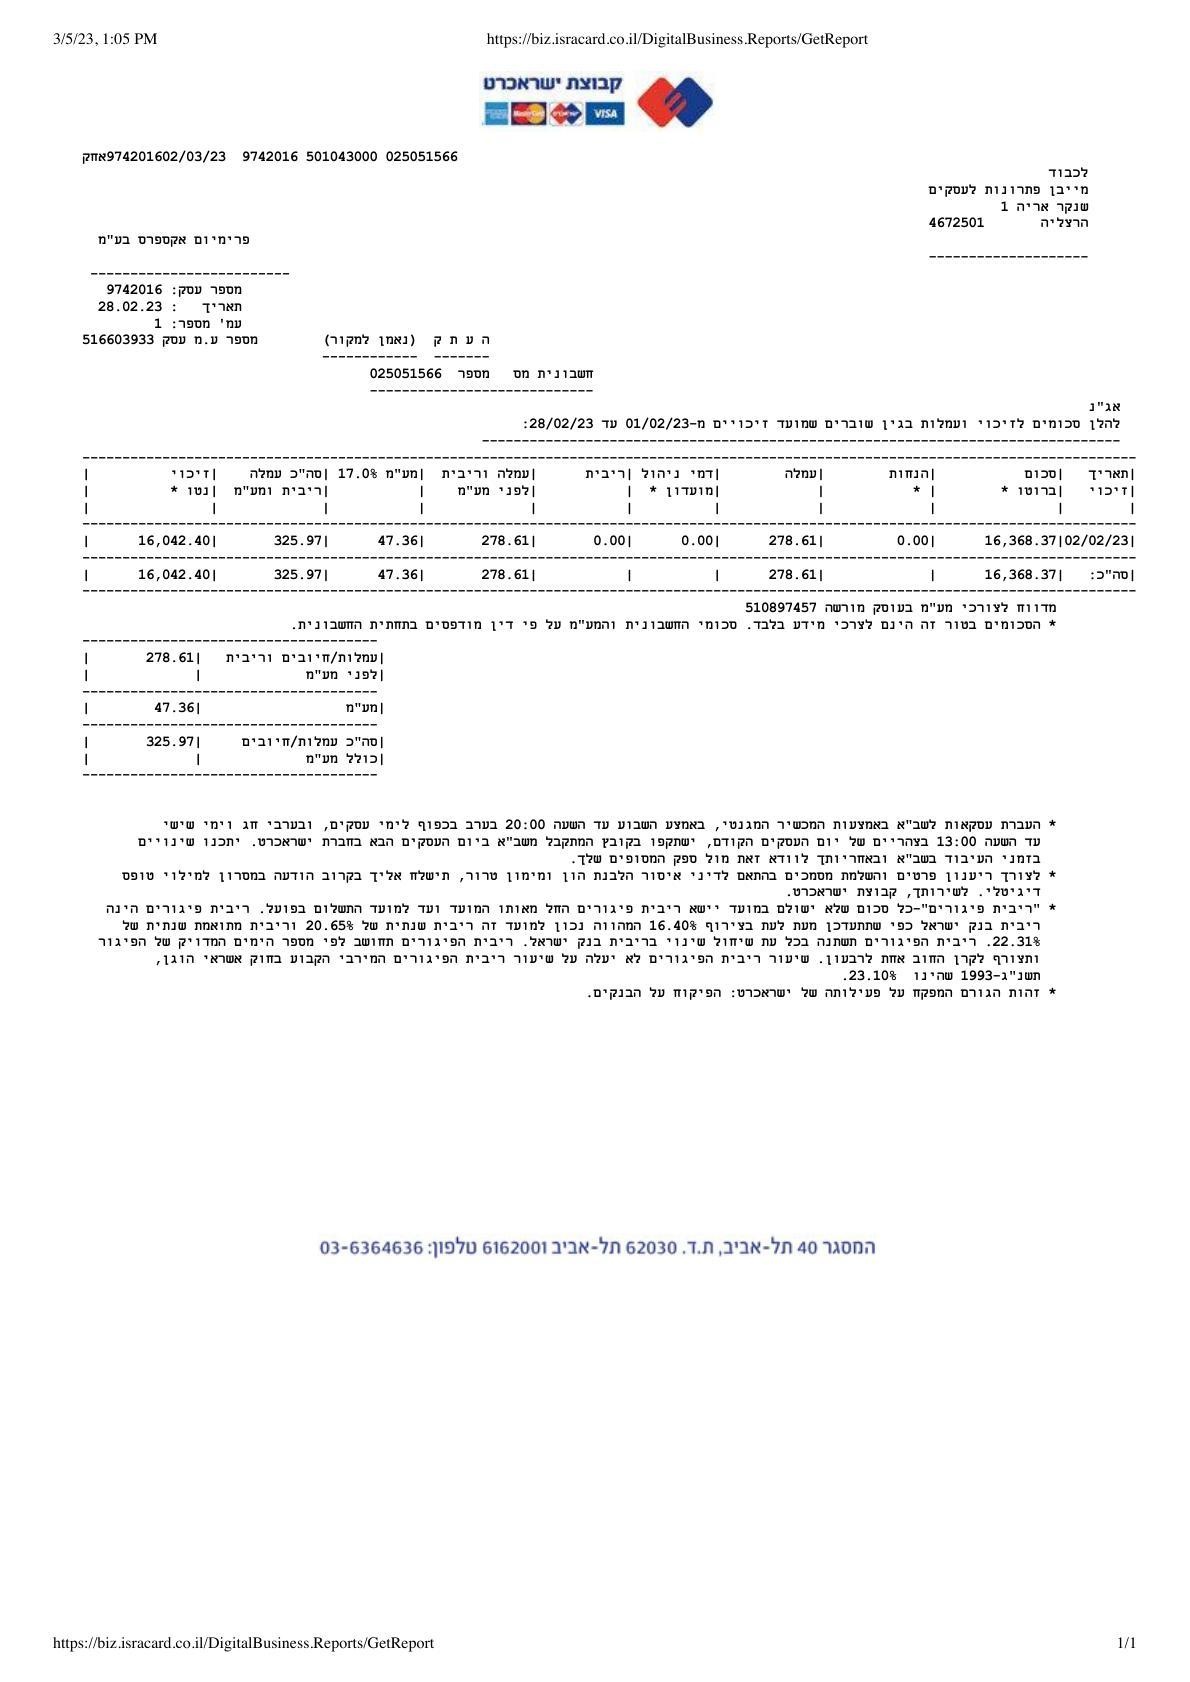 3/5/23, 1:05 PM https://biz.isracard.co.il/DigitalBusiness.Reports/GetReport
קבוצת ישראכרט
AMERICAN EXPRESS MasterCard ישראכרט VISA
אחק974201602/03/23 9742016 501043000 025051566
לכבוד
מייבן פתרונות לעסקים
שנקר אריה 1
הרצליה 4672501
פרימיום אקספרס בע"מ
--------------------
-------------------------
מספר עסק: 9742016
תאריך : 28.02.23
עמ' מספר: 1
מספר ע.מ עסק 516603933
ה ע ת ק (נאמן למקור)
------- ------------
חשבונית מס מספר 025051566
----------------------------
אג"נ
להלן סכומים לזיכוי ועמלות בגין שוברים שמועד זיכויים מ-01/02/23 עד 28/02/23:
|תאריך |סכום |הנחות |עמלה |דמי ניהול |ריבית |עמלה וריבית |מע"מ 17.0% |סה"כ עמלה |זיכוי |
|זיכוי |ברוטו * |* | |מועדון * | |לפני מע"מ | |ריבית ומע"מ |נטו * |
|02/02/23|16,368.37 |0.00 |278.61 |0.00 |0.00 |278.61 |47.36 |325.97 |16,042.40 |
|סה"כ: |16,368.37 | |278.61 | | |278.61 |47.36 |325.97 |16,042.40 |
מדווח לצורכי מע"מ בעוסק מורשה 510897457
* הסכומים בטור זה הינם לצרכי מידע בלבד. סכומי החשבונית והמע"מ על פי דין מודפסים בתחתית החשבונית.
|עמלות/חיובים וריבית |278.61 |
|לפני מע"מ | |
|מע"מ |47.36 |
|סה"כ עמלות/חיובים |325.97 |
|כולל מע"מ | |
* העברת עסקאות לשב"א באמצעות המכשיר המגנטי, באמצע השבוע עד השעה 20:00 בערב בכפוף לימי עסקים, ובערבי חג וימי שישי
עד השעה 13:00 בצהריים של יום העסקים הקודם, ישתקפו בקובץ המתקבל משב"א ביום העסקים הבא בחברת ישראכרט. יתכנו שינויים
בזמני העיבוד בשב"א ובאחריותך לוודא זאת מול ספק המסופים שלך.
* לצורך ריענון פרטים והשלמת מסמכים בהתאם לדיני איסור הלבנת הון ומימון טרור, תישלח אליך בקרוב הודעה במסרון למילוי טופס
דיגיטלי. לשירותך, קבוצת ישראכרט.
* "ריבית פיגורים"-כל סכום שלא ישולם במועד יישא ריבית פיגורים החל מאותו המועד ועד למועד התשלום בפועל. ריבית פיגורים הינה
ריבית בנק ישראל כפי שתתעדכן מעת לעת בצירוף 16.40% המהווה נכון למועד זה ריבית שנתית של 20.65% וריבית מתואמת שנתית של
22.31%. ריבית הפיגורים תשתנה בכל עת שיחול שינוי בריבית בנק ישראל. ריבית הפיגורים תחושב לפי מספר הימים המדויק של הפיגור
ותצורף לקרן החוב אחת לרבעון. שיעור ריבית הפיגורים לא יעלה על שיעור ריבית הפיגורים המירבי הקבוע בחוק אשראי הוגן,
תשנ"ג-1993 שהינו 23.10%.
* זהות הגורם המפקח על פעילותה של ישראכרט: הפיקוח על הבנקים.
המסגר 40 תל-אביב, ת.ד. 62030 תל-אביב 6162001 טלפון: 03-6364636
https://biz.isracard.co.il/DigitalBusiness.Reports/GetReport 1/1